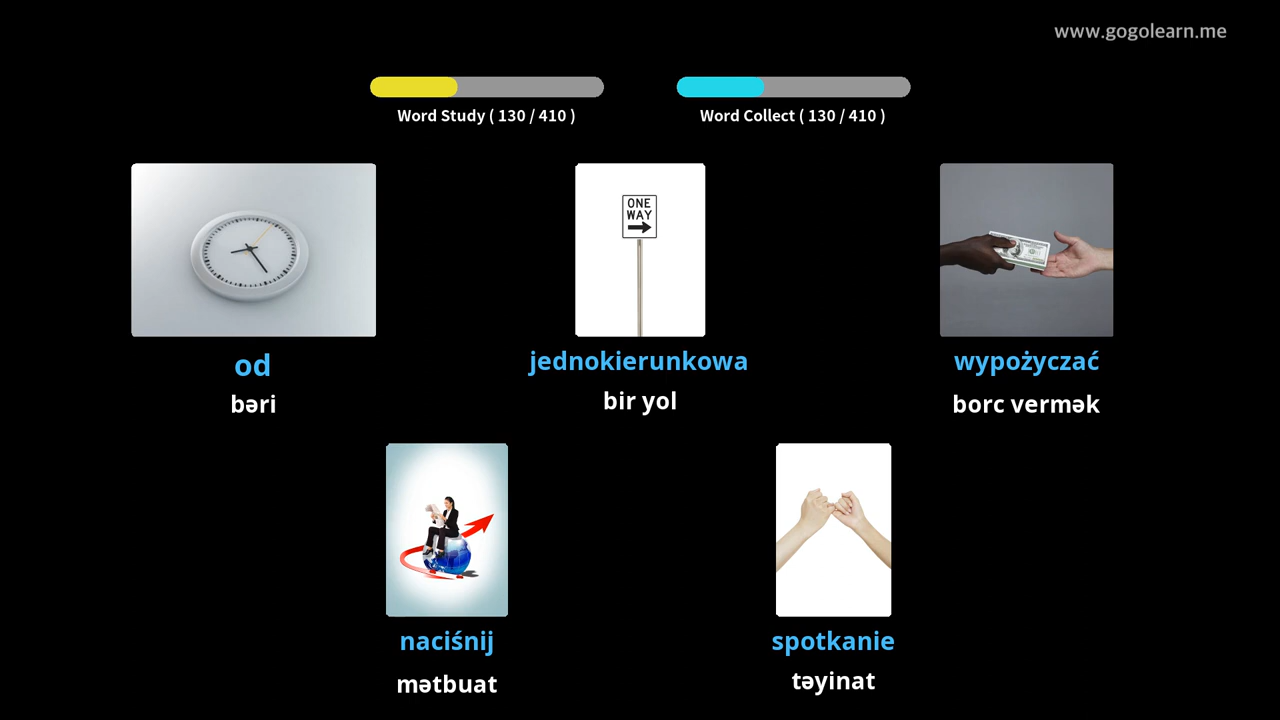 www.gogolearn.me
Word Study ( 130 / 410 )
Word Collect ( 130 / 410 )
ONE
WAY
od
bəri
jednokierunkowa
bir yol
wypożyczać
borc vermək
naciśnij
mətbuat
spotkanie
təyinat